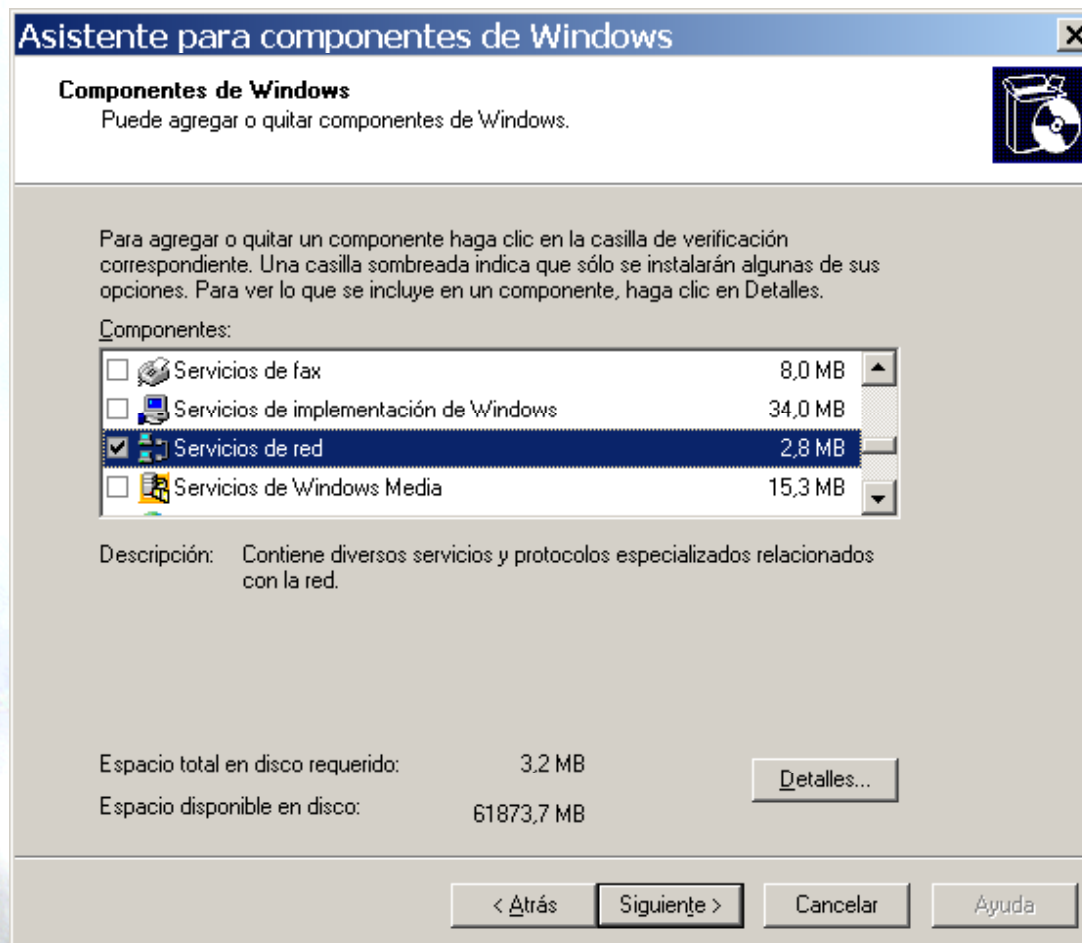 Asistente para componentes de Windows
Componentes de Windows
Puede agregar o quitar componentes de Windows.
Para agregar o quitar un componente haga clic en la casilla de verificación
correspondiente. Una casilla sombreada indica que sólo se instalarán algunas de sus
opciones. Para ver lo que se incluye en un componente, haga clic en Detalles.
Componentes:
Servicios de fax 8,0 MB
Servicios de implementación de Windows 34,0 MB
Servicios de red 2,8 MB
Servicios de Windows Media 15,3 MB
Descripción: Contiene diversos servicios y protocolos especializados relacionados
con la red.
Espacio total en disco requerido: 3,2 MB
Detalles...
Espacio disponible en disco: 61873,7 MB
< Atrás Siguiente > Cancelar Ayuda